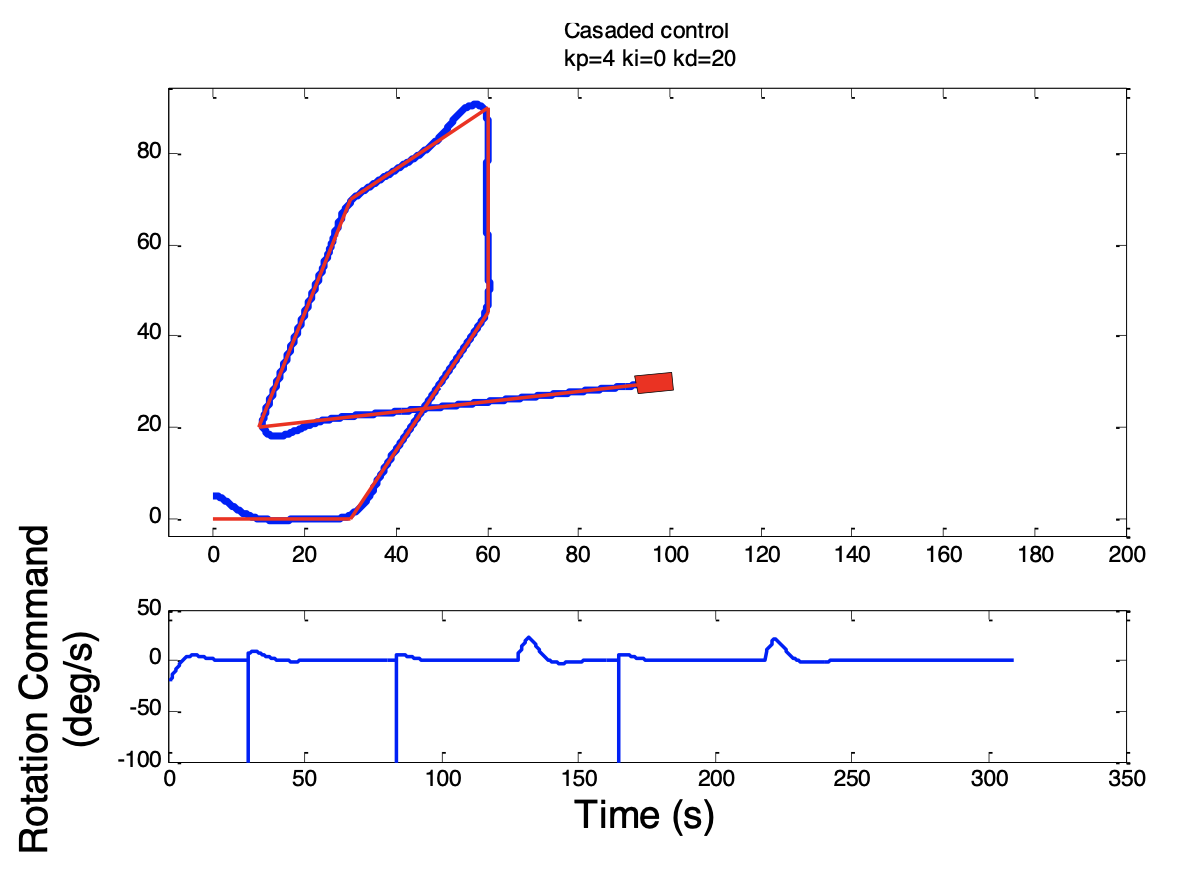 Casaded control
kp=4 ki=0 kd=20
80
60
40
20
0
0 20 40 60 80 100 120 140 160 180 200
Rotation Command
(deg/s)
50
0
-50
-100
0 50 100 150 200 250 300 350
Time (s)